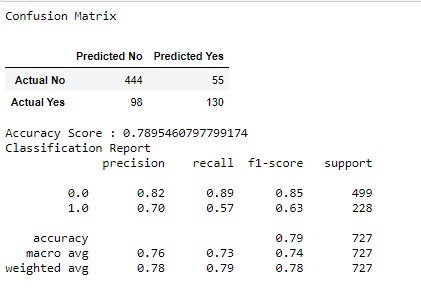 Confusion Matrix
Predicted No Predicted Yes
Actual No 444 55
Actual Yes 98 130
Accuracy Score : 0.7895460797799174
Classification Report
precision recall f1-score support
0.0 0.82 0.89 0.85 499
1.0 0.70 0.57 0.63 228
accuracy 0.79 727
macro avg 0.76 0.73 0.74 727
weighted avg 0.78 0.79 0.78 727